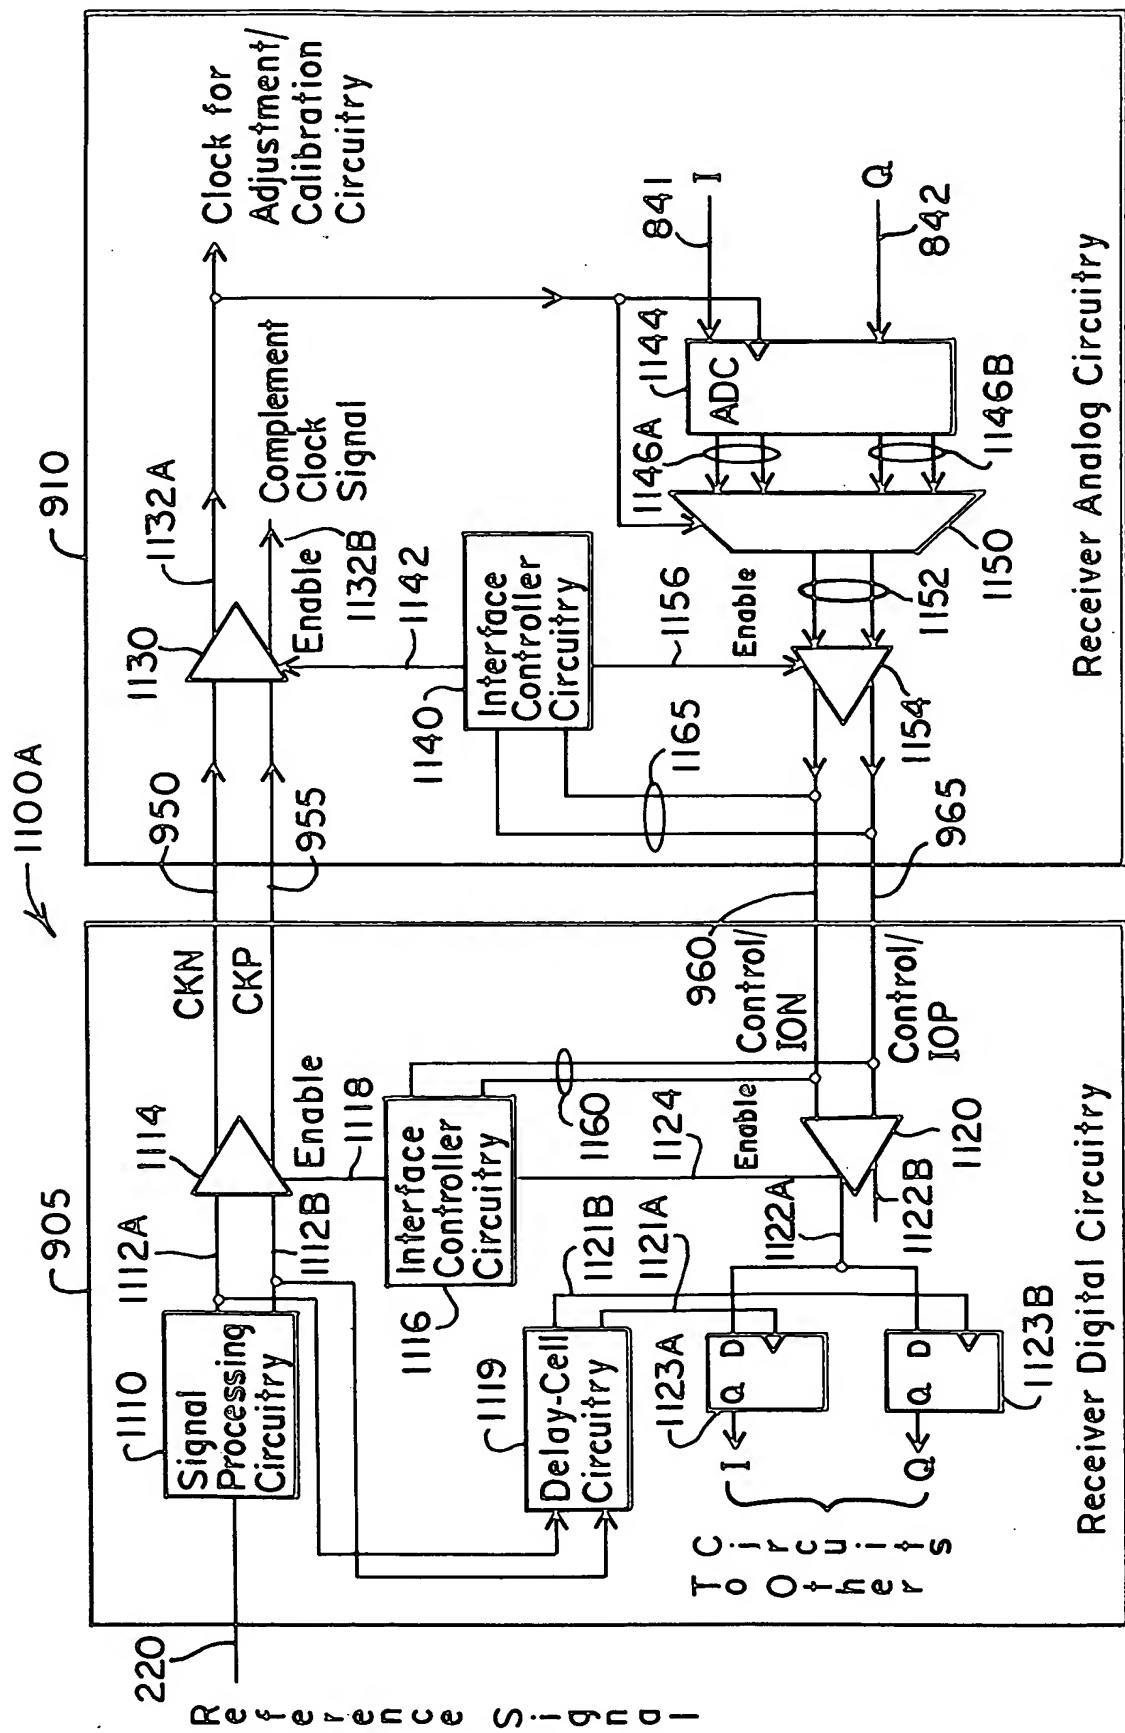 1100A
905
910
Reference Signal
220
1110
Signal
Processing
Circuitry
1112A
1112B
1114
CKN
CKP
Enable
1118
950
955
1130
1132A
Clock for
Adjustment/
Calibration
Circuitry
Complement
Clock
Signal
1132B
Enable
1142
1116
Interface
Controller
Circuitry
1160
1124
Enable
1140
Interface
Controller
Circuitry
1165
1156
Enable
1119
Delay-Cell
Circuitry
1121B
1121A
1122A
1122B
1120
960
Control/
ION
Control/
IOP
965
1154
1152
1150
1146A
1144
ADC
1146B
841
I
Q
842
1123A
Q D
I
Q D
1123B
Q
To Other
Circuits
Receiver Digital Circuitry
Receiver Analog Circuitry